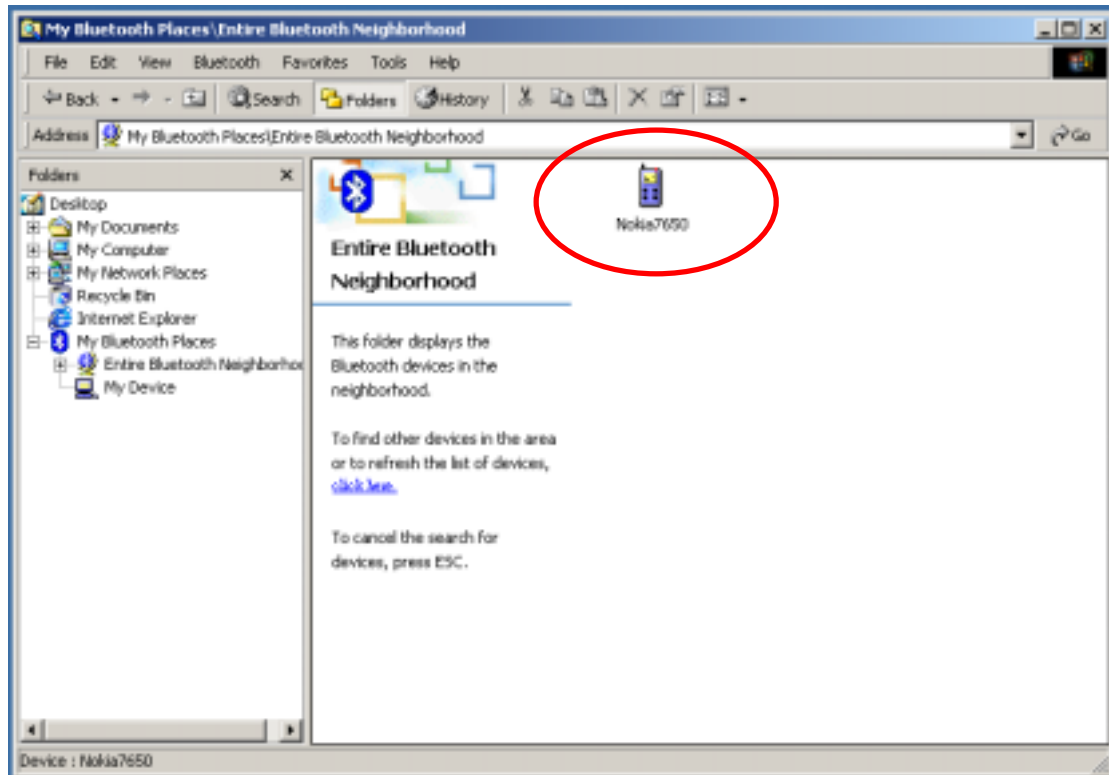 My Bluetooth Places\Entire Bluetooth Neighborhood
File Edit View Bluetooth Favorites Tools Help
Back Search Folders History
Address My Bluetooth Places\Entire Bluetooth Neighborhood Go
Folders
Desktop
My Documents
My Computer
My Network Places
Recycle Bin
Internet Explorer
My Bluetooth Places
Entire Bluetooth Neighborhoo
My Device
Entire Bluetooth
Neighborhood
This folder displays the
Bluetooth devices in the
neighborhood.
To find other devices in the area
or to refresh the list of devices,
click here.
To cancel the search for
devices, press ESC.
Nokia7650
Device : Nokia7650